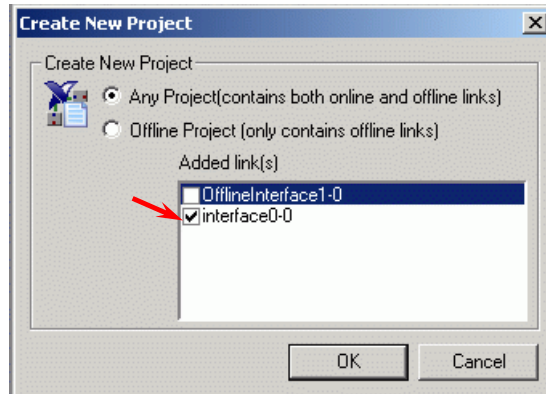 Create New Project
Create New Project
Any Project(contains both online and offline links)
Offline Project (only contains offline links)
Added link(s)
OfflineInterface1-0
interface0-0
OK Cancel